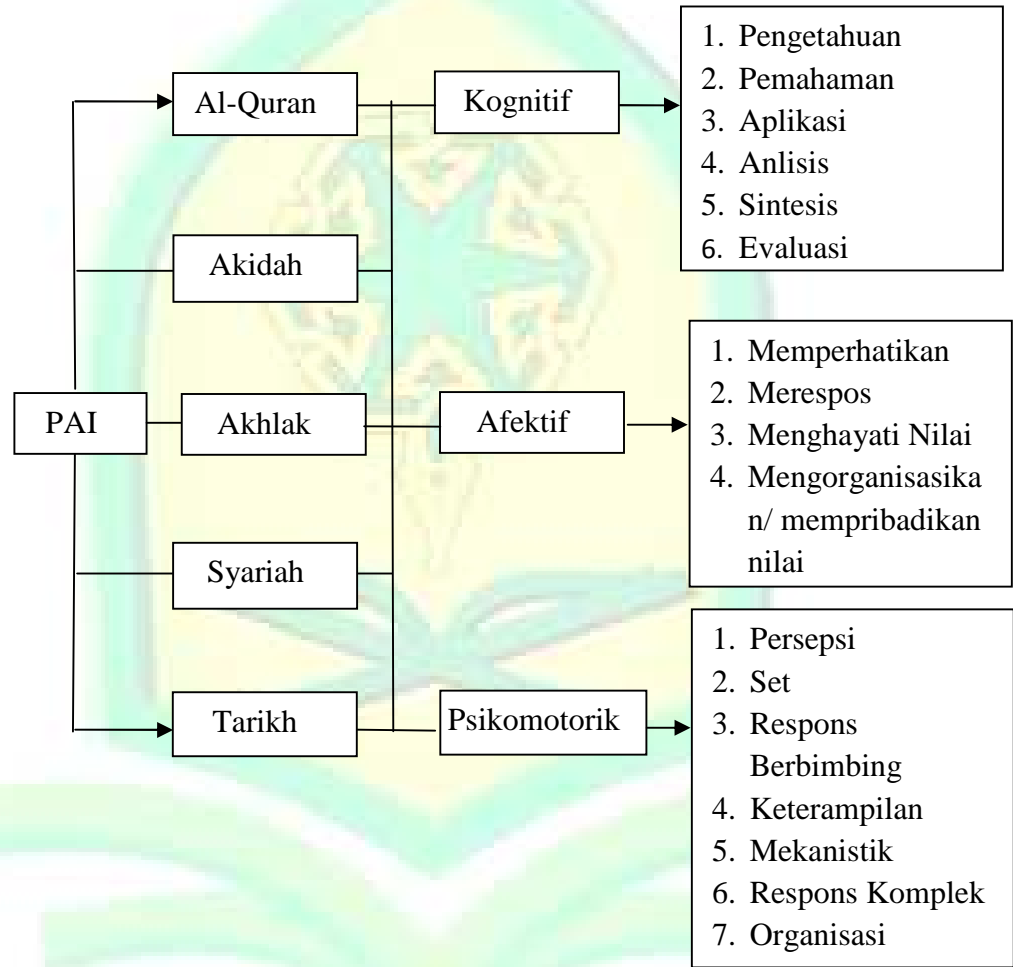 PAI
Al-Quran
Akidah
Akhlak
Syariah
Tarikh
Kognitif
Afektif
Psikomotorik
1. Pengetahuan
2. Pemahaman
3. Aplikasi
4. Anlisis
5. Sintesis
6. Evaluasi
1. Memperhatikan
2. Merespos
3. Menghayati Nilai
4. Mengorganisasika
n/ mempribadikan
nilai
1. Persepsi
2. Set
3. Respons
Berbimbing
4. Keterampilan
5. Mekanistik
6. Respons Komplek
7. Organisasi